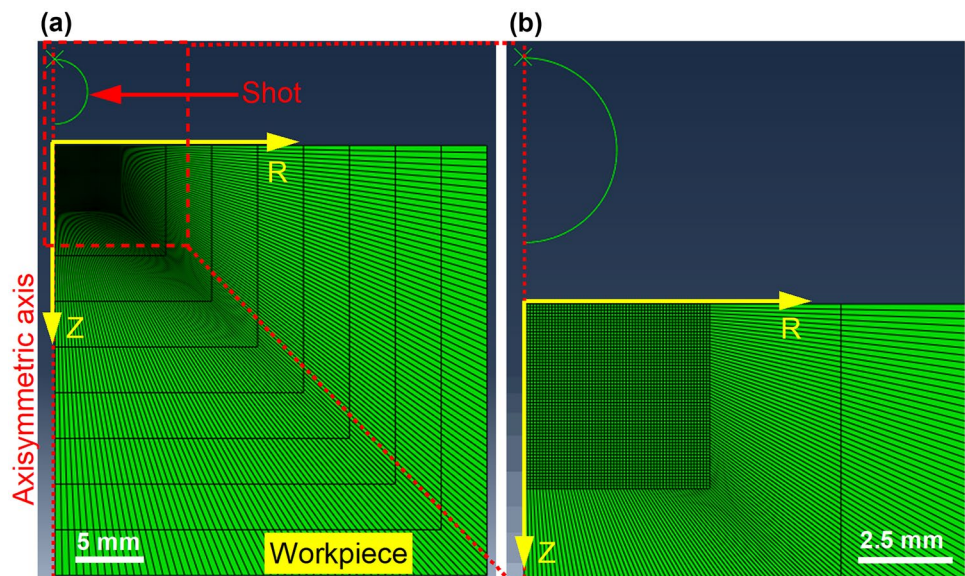 (a)
(b)
Shot
R
R
Axisymmetric axis
Z
Z
5 mm
Workpiece
2.5 mm